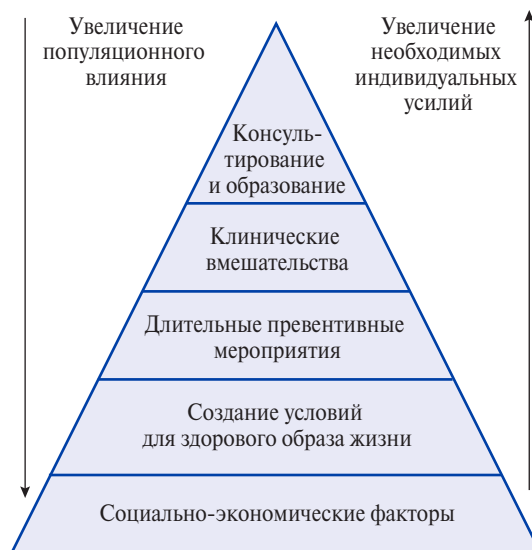 Увеличение
популяционного
влияния
Увеличение
необходимых
индивидуальных
усилий
Консуль-
тирование
и образование
Клинические
вмешательства
Длительные превентивные
мероприятия
Создание условий
для здорового образа жизни
Социально-экономические факторы